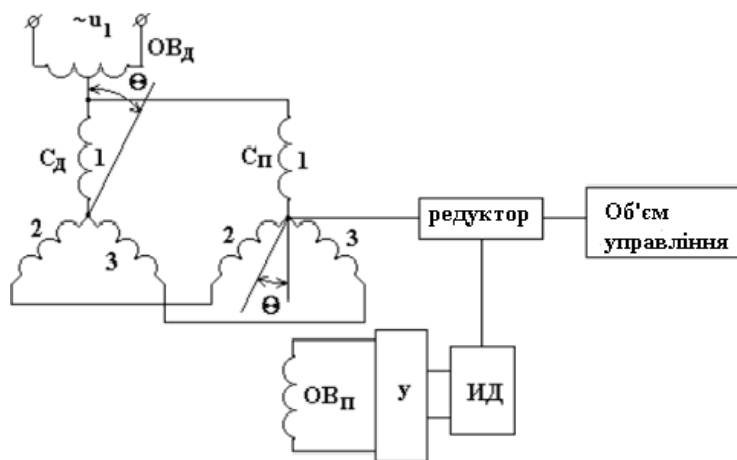 ~u1
ОВД
Θ
СД
1
СП
1
2
3
2
3
редуктор
Об'єм
управління
Θ
ОВП
У
ИД